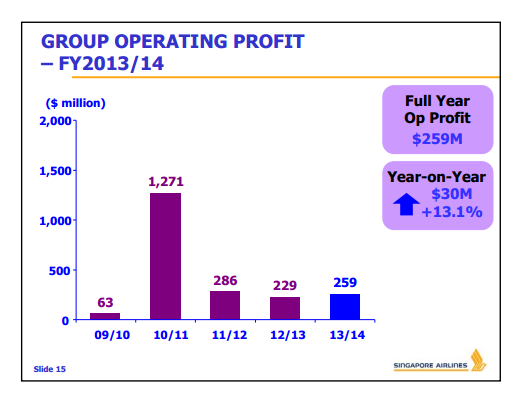 GROUP OPERATING PROFIT
– FY2013/14
($ million)
2,000
1,500
1,000
500
0
63
1,271
286
229
259
09/10
10/11
11/12
12/13
13/14
Full Year
Op Profit
$259M
Year-on-Year
$30M
+13.1%
Slide 15
SINGAPORE AIRLINES